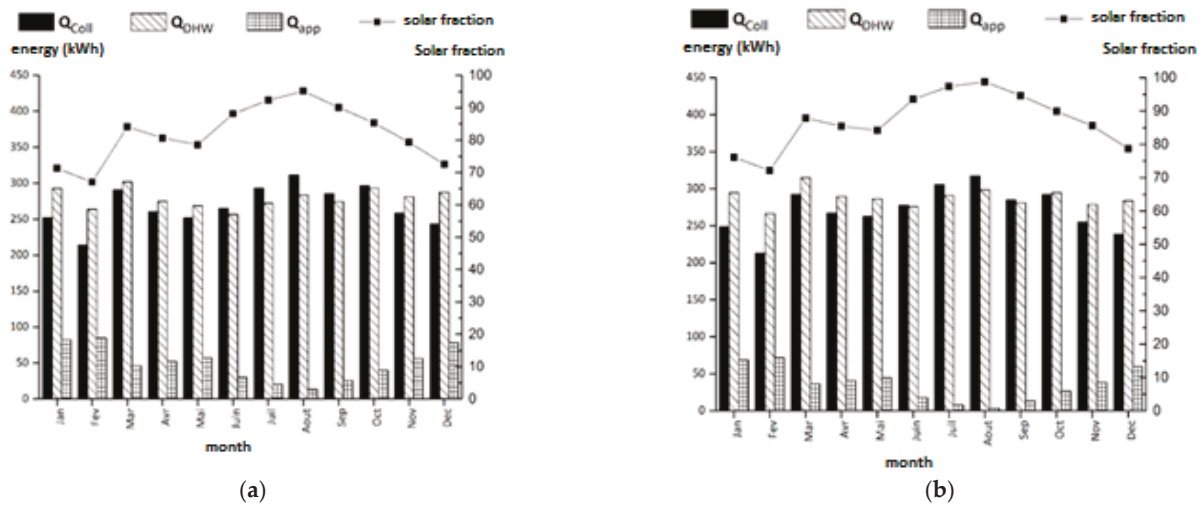 Q_Coll Q_DHW Q_app solar fraction
energy (kWh) Solar fraction
450 100
400 90
350 80
300 70
250 60
200 50
150 40
100 30
50 20
0 10
0
Jan Fev Mar Avr Mai Juin Juil Aout Sep Oct Nov Dec
month
(a)
Q_Coll Q_DHW Q_app solar fraction
energy (kWh) Solar fraction
450 100
400 90
350 80
300 70
250 60
200 50
150 40
100 30
50 20
0 10
0
Jan Fev Mar Avr Mai Juin Juil Aout Sep Oct Nov Dec
month
(b)